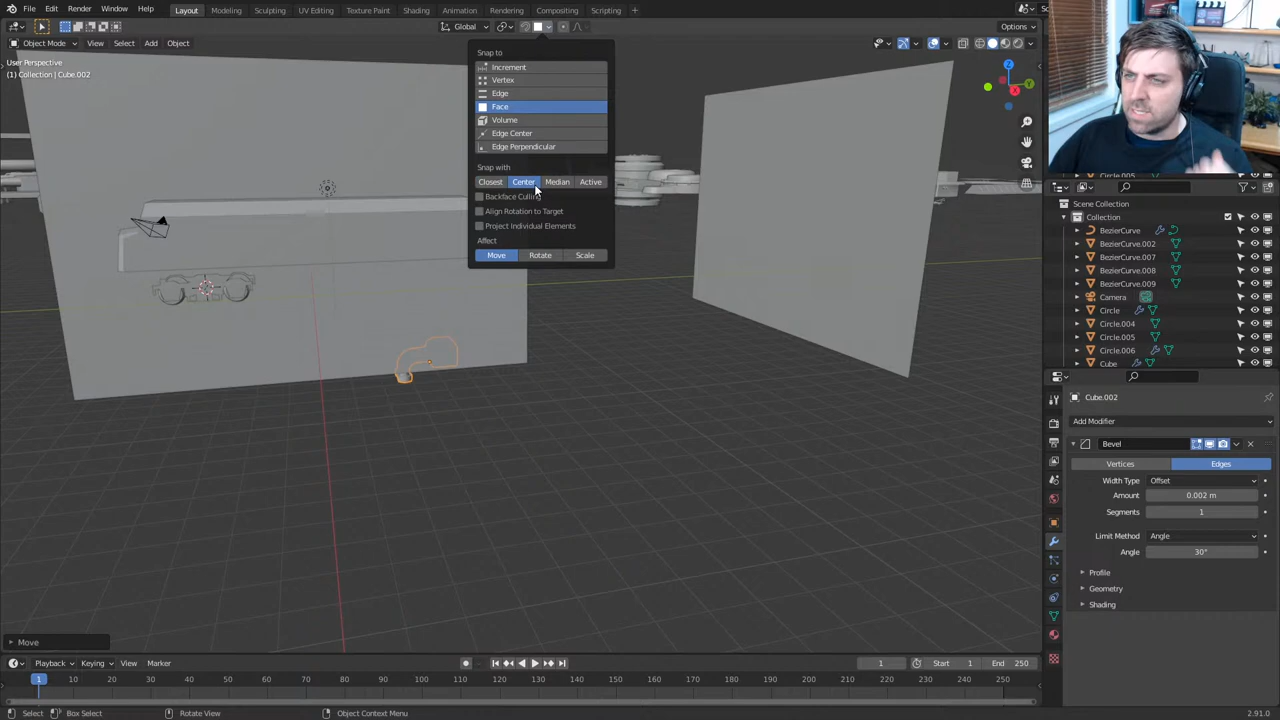 File Edit Render Window Help Layout Modeling Sculpting UV Editing Texture Paint Shading Animation Rendering Compositing Scripting +
Global Options
Object Mode View Select Add Object
User Perspective
(1) Collection | Cube.002
Snap to
Increment
Vertex
Edge
Face
Volume
Edge Center
Edge Perpendicular
Snap with
Closest Center Median Active
Backface Culling
Align Rotation to Target
Project Individual Elements
Affect
Move Rotate Scale
Z
Y
X
Scene Collection
Collection
BezierCurve
BezierCurve.002
BezierCurve.007
BezierCurve.008
BezierCurve.009
Camera
Circle
Circle.004
Circle.005
Circle.006
Cube
Cube.002
Add Modifier
Bevel
Vertices Edges
Width Type Offset
Amount 0.002 m
Segments 1
Limit Method Angle
Angle 30°
Profile
Geometry
Shading
Move
Playback Keying View Marker 1 Start 1 End 250
1 10 20 30 40 50 60 70 80 90 100 110 120 130 140 150 160 170 180 190 200 210 220 230 240 250
Select Box Select Rotate View Object Context Menu 2.91.0